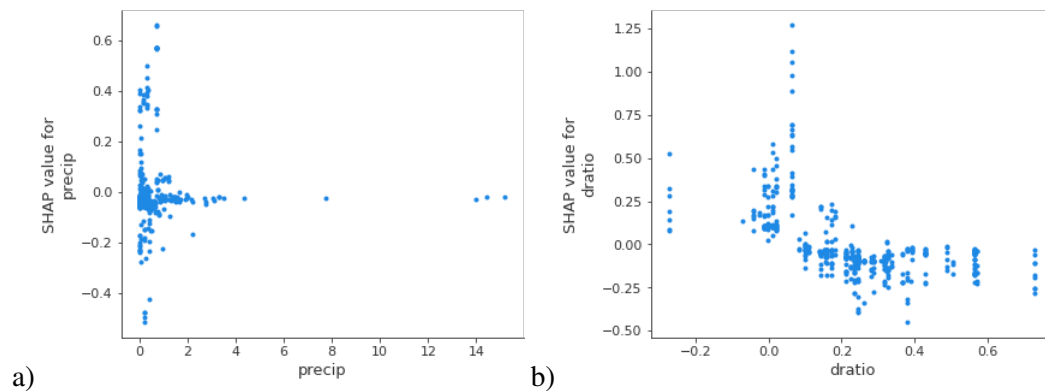 0.6
0.4
0.2
0.0
−0.2
−0.4
SHAP value for
precip
0 2 4 6 8 10 12 14
precip
a)
1.25
1.00
0.75
0.50
0.25
0.00
−0.25
−0.50
SHAP value for
dratio
−0.2 0.0 0.2 0.4 0.6
dratio
b)